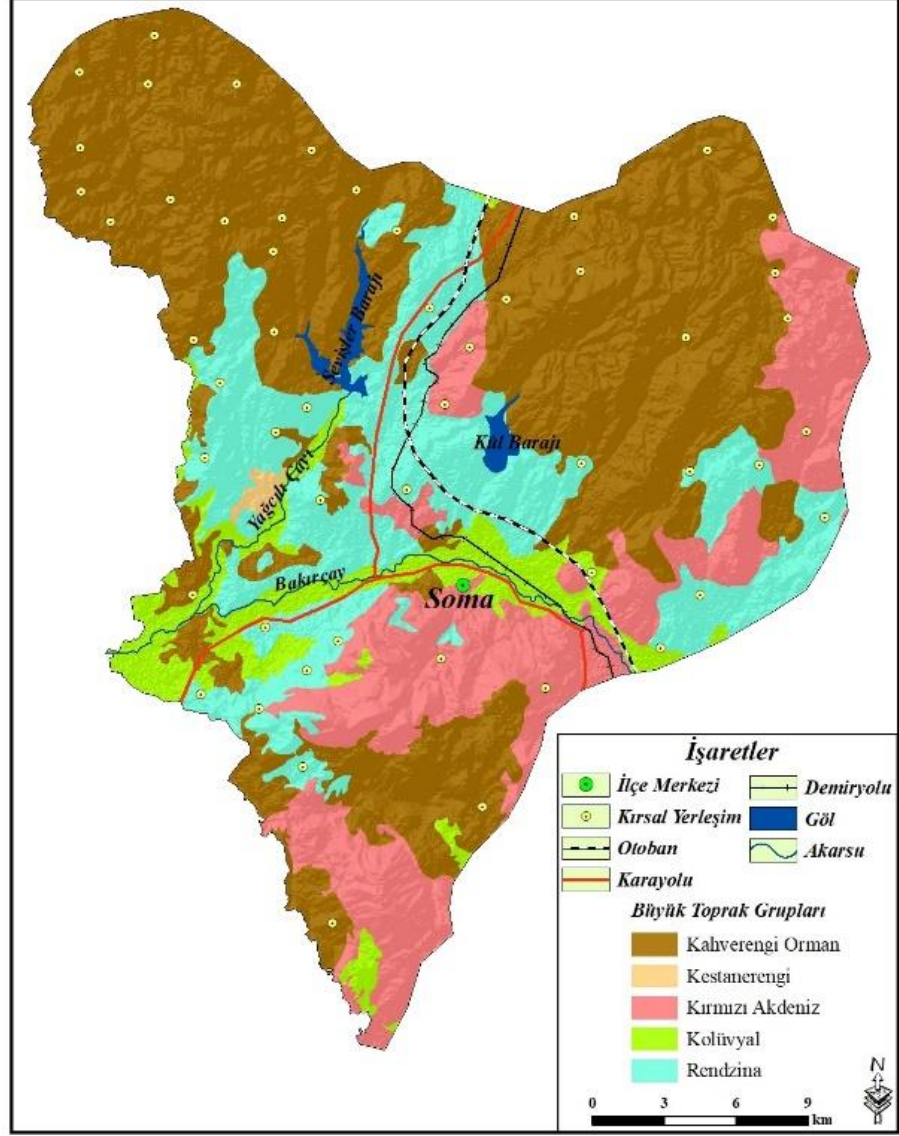 Sevişler Barajı
Kül Barajı
Yağcılı Çayı
Bakırçay
Soma
İşaretler
İlçe Merkezi
Kırsal Yerleşim
Otoban
Karayolu
Demiryolu
Göl
Akarsu
Büyük Toprak Grupları
Kahverengi Orman
Kestanerengi
Kırmızı Akdeniz
Kolüvyal
Rendzina
N
0 3 6 9
km